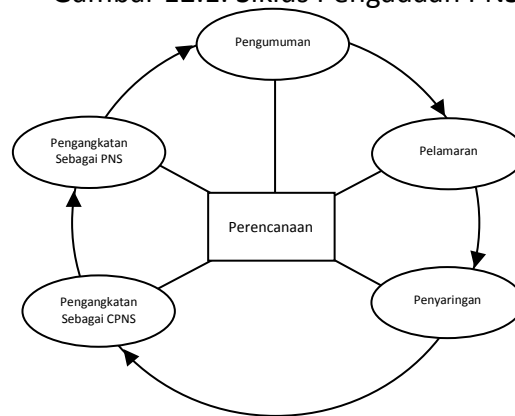 Pengumuman
Pengangkatan
Sebagai PNS
Pelamaran
Perencanaan
Pengangkatan
Sebagai CPNS
Penyaringan